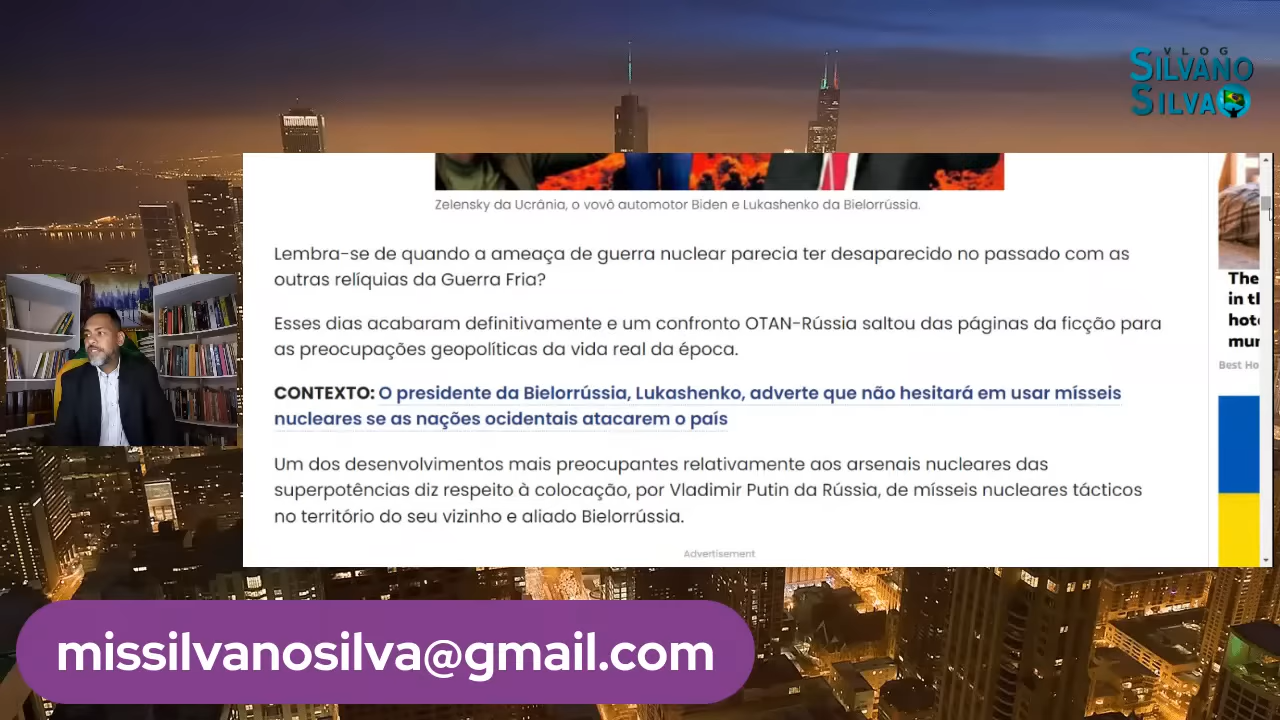 VLOG
SILVANO
SILVA
Zelensky da Ucrânia, o vovô automotor Biden e Lukashenko da Bielorrússia.
Lembra-se de quando a ameaça de guerra nuclear parecia ter desaparecido no passado com as
outras relíquias da Guerra Fria?
Esses dias acabaram definitivamente e um confronto OTAN-Rússia saltou das páginas da ficção para
as preocupações geopolíticas da vida real da época.
CONTEXTO: O presidente da Bielorrússia, Lukashenko, adverte que não hesitará em usar mísseis
nucleares se as nações ocidentais atacarem o país
Um dos desenvolvimentos mais preocupantes relativamente aos arsenais nucleares das
superpotências diz respeito à colocação, por Vladimir Putin da Rússia, de mísseis nucleares tácticos
no território do seu vizinho e aliado Bielorrússia.
Advertisement
The
in th
hote
mur
Best Ho
missilvanosilva@gmail.com